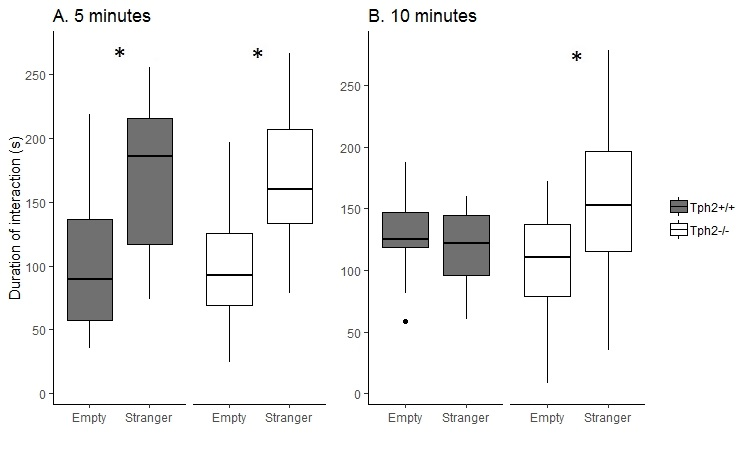 A. 5 minutes
B. 10 minutes
Duration of interaction (s)
250
200
150
100
50
0
*
*
Empty Stranger Empty Stranger
250
200
150
100
50
0
*
Empty Stranger Empty Stranger
Tph2+/+
Tph2-/-